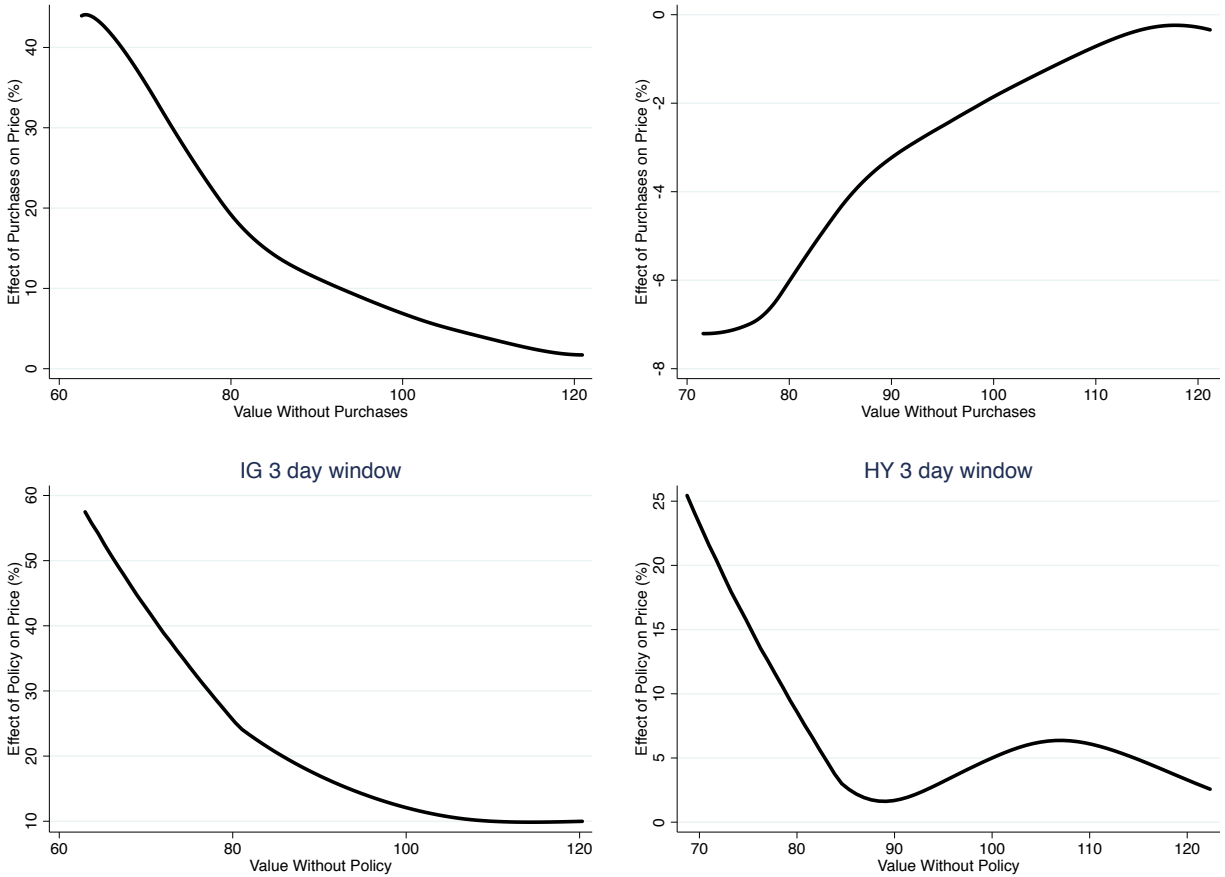 Effect of Purchases on Price (%)
40
30
20
10
0
60 80 100 120
Value Without Purchases
Effect of Purchases on Price (%)
0
-2
-4
-6
-8
70 80 90 100 110 120
Value Without Purchases
IG 3 day window
Effect of Policy on Price (%)
60
50
40
30
20
10
60 80 100 120
Value Without Policy
HY 3 day window
Effect of Policy on Price (%)
25
20
15
10
5
0
70 80 90 100 110 120
Value Without Policy